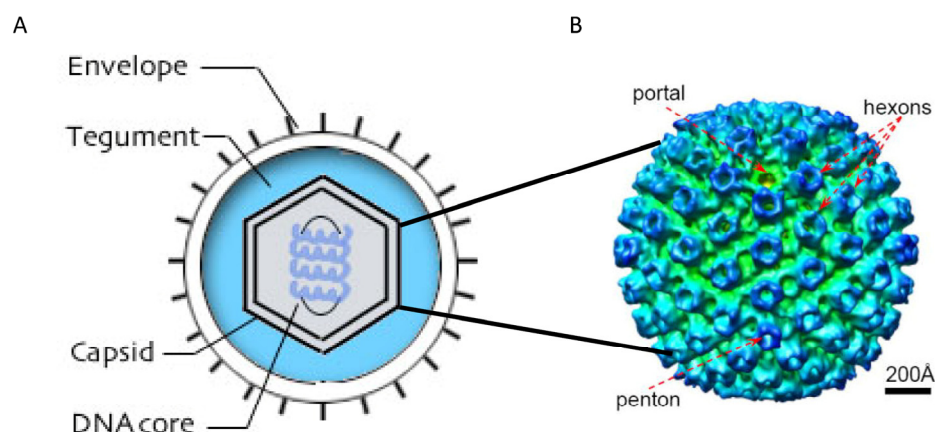 A
Envelope
Tegument
Capsid
DNA core
B
portal
hexons
penton
200Å